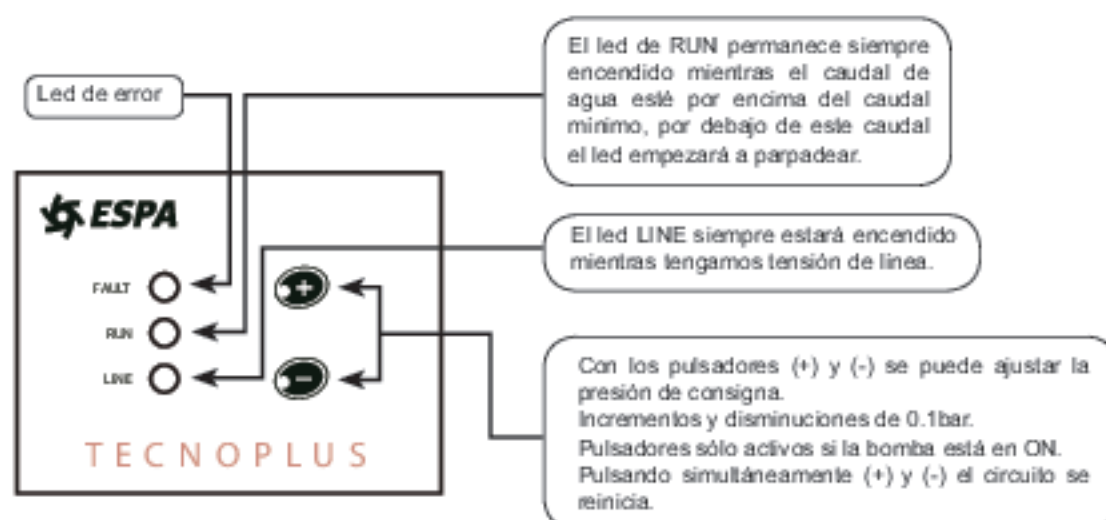 El led de RUN permanece siempre
encendido mientras el caudal de
agua esté por encima del caudal
mínimo, por debajo de este caudal
el led empezará a parpadear.
Led de error
ESPA
El led LINE siempre estará encendido
mientras tengamos tensión de línea.
FAULT
+
RUN
LINE
-
Con los pulsadores (+) y (-) se puede ajustar la
presión de consigna.
Incrementos y disminuciones de 0.1bar.
Pulsadores sólo activos si la bomba está en ON.
Pulsando simultáneamente (+) y (-) el circuito se
reinicia.
TECNOPLUS